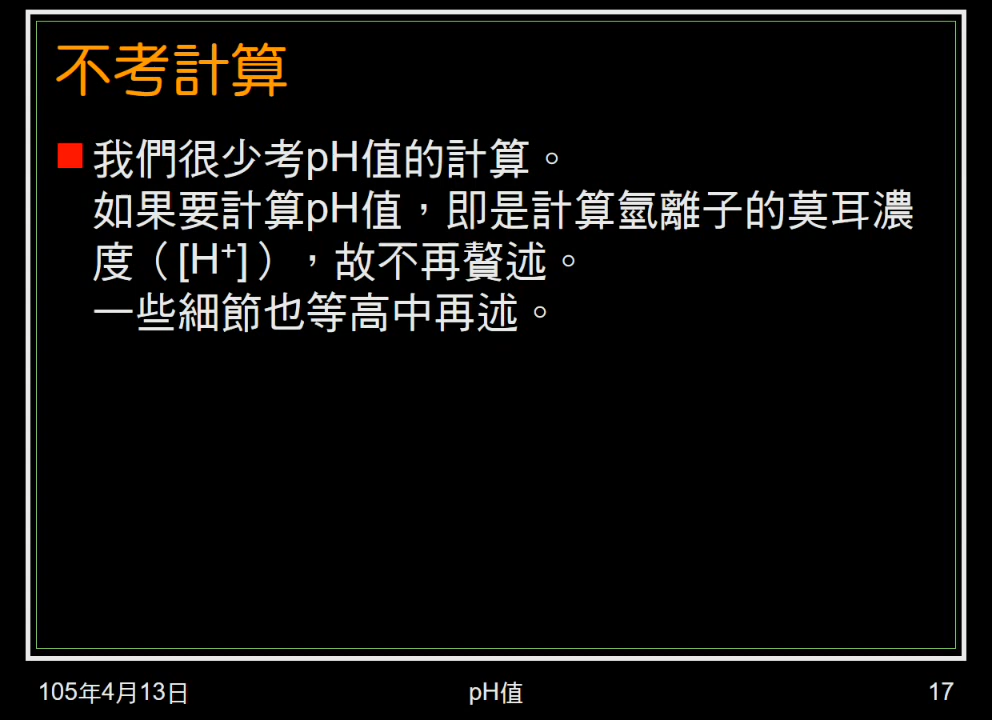 不考計算
我們很少考pH值的計算。
如果要計算pH值，即是計算氫離子的莫耳濃
度（[H⁺]），故不再贅述。
一些細節也等高中再述。
105年4月13日
pH值
17